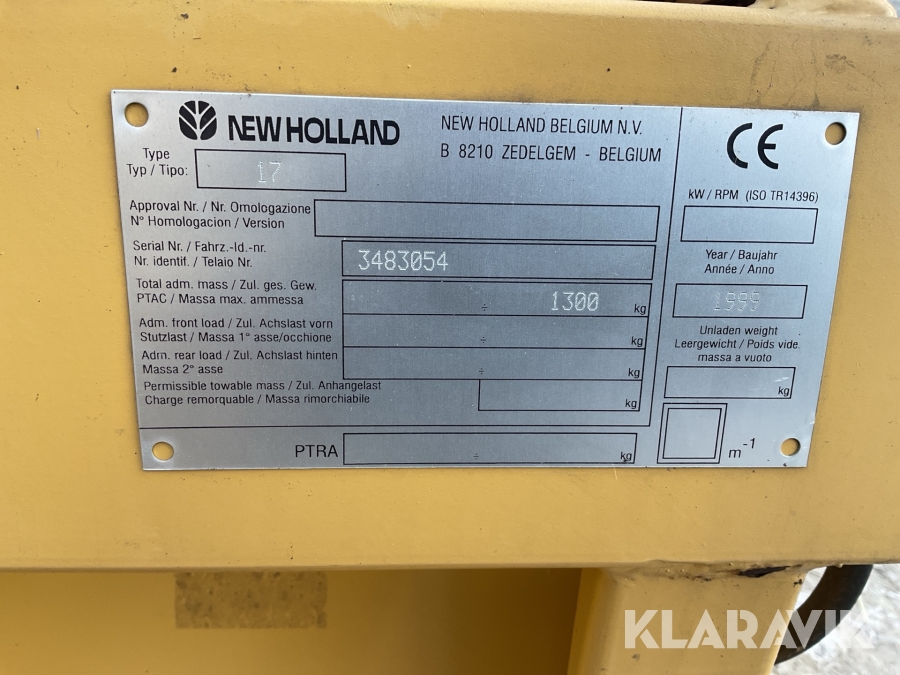 NEW HOLLAND
NEW HOLLAND BELGIUM N.V.
B 8210 ZEDELGEM - BELGIUM
Type
Typ / Tipo:
17
Approval Nr. / Nr. Omologazione
N° Homologacion / Version
Serial Nr. / Fahrz.-Id.-nr.
Nr. identif. / Telaio Nr.
3483054
Total adm. mass / Zul. ges. Gew.
PTAC / Massa max. ammessa
÷ 1300 kg
Adm. front load / Zul. Achslast vorn
Stutzlast / Massa 1° asse/occhione
÷ kg
Adm. rear load / Zul. Achslast hinten
Massa 2° asse
÷ kg
Permissible towable mass / Zul. Anhangelast
Charge remorquable / Massa rimorchiabile
kg
PTRA
÷ kg
CE
kW / RPM (ISO TR14396)
Year / Baujahr
Année / Anno
1999
Unladen weight
Leergewicht / Poids vide
massa a vuoto
kg
m-1
KLARAVIK